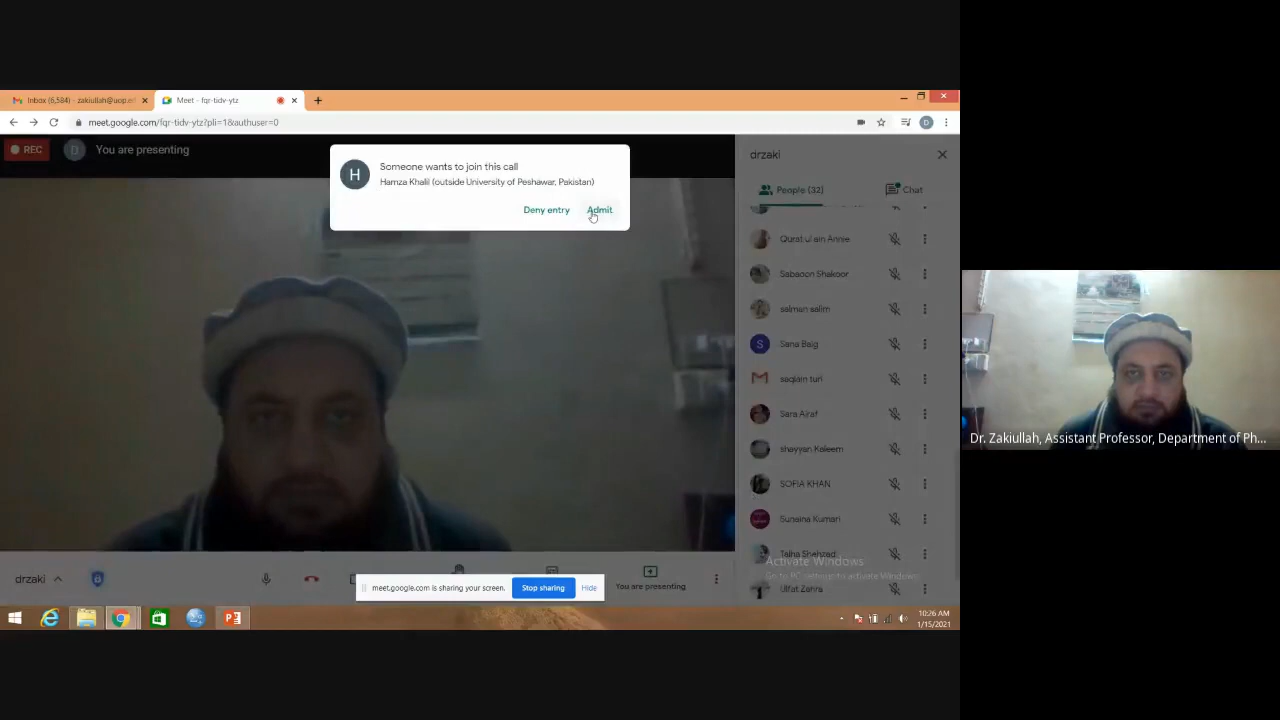 Inbox (6,584) - zakiullah@uop.ed
Meet - fqr-tidv-ytz
meet.google.com/fqr-tidv-ytz?pli=1&authuser=0
D
REC
D
You are presenting
H
Someone wants to join this call
Hamza Khalil (outside University of Peshawar, Pakistan)
Deny entry
Admit
drzaki
People (32)
Chat
Qurat ul ain Annie
Sabaoon Shakoor
salman salim
S
Sana Baig
saqlain turi
Sara Ajraf
shayyan Kaleem
SOFIA KHAN
Sunaina Kumari
Talha Shehzad
Ulfat Zahra
Activate Windows
Go to PC settings to activate Windows.
drzaki
meet.google.com is sharing your screen.
Stop sharing
Hide
You are presenting
10:26 AM
1/15/2021
Dr. Zakiullah, Assistant Professor, Department of Ph...